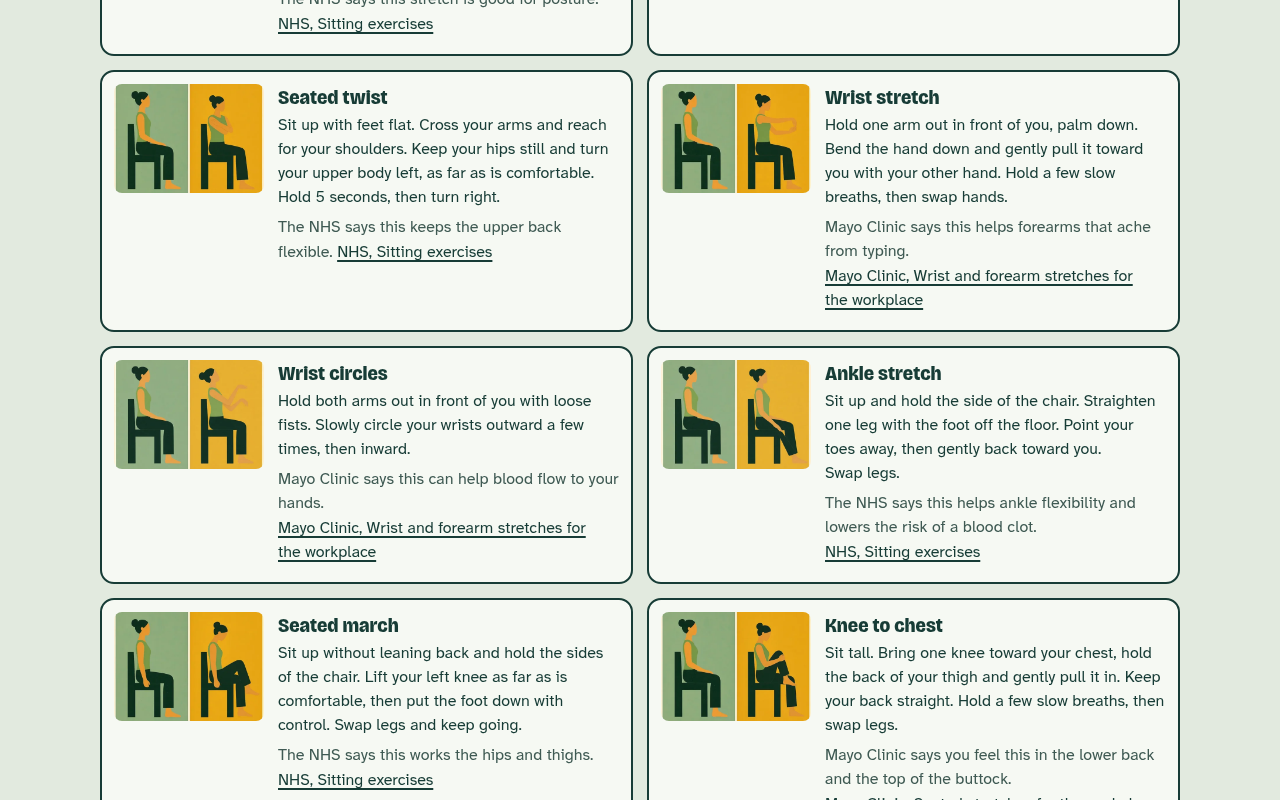 The NHS says this stretch is good for posture.
NHS, Sitting exercises
Seated twist
Sit up with feet flat. Cross your arms and reach
for your shoulders. Keep your hips still and turn
your upper body left, as far as is comfortable.
Hold 5 seconds, then turn right.
The NHS says this keeps the upper back
flexible. NHS, Sitting exercises
Wrist stretch
Hold one arm out in front of you, palm down.
Bend the hand down and gently pull it toward
you with your other hand. Hold a few slow
breaths, then swap hands.
Mayo Clinic says this helps forearms that ache
from typing.
Mayo Clinic, Wrist and forearm stretches for
the workplace
Wrist circles
Hold both arms out in front of you with loose
fists. Slowly circle your wrists outward a few
times, then inward.
Mayo Clinic says this can help blood flow to your
hands.
Mayo Clinic, Wrist and forearm stretches for
the workplace
Ankle stretch
Sit up and hold the side of the chair. Straighten
one leg with the foot off the floor. Point your
toes away, then gently back toward you.
Swap legs.
The NHS says this helps ankle flexibility and
lowers the risk of a blood clot.
NHS, Sitting exercises
Seated march
Sit up without leaning back and hold the sides
of the chair. Lift your left knee as far as is
comfortable, then put the foot down with
control. Swap legs and keep going.
The NHS says this works the hips and thighs.
NHS, Sitting exercises
Knee to chest
Sit tall. Bring one knee toward your chest, hold
the back of your thigh and gently pull it in. Keep
your back straight. Hold a few slow breaths, then
swap legs.
Mayo Clinic says you feel this in the lower back
and the top of the buttock.